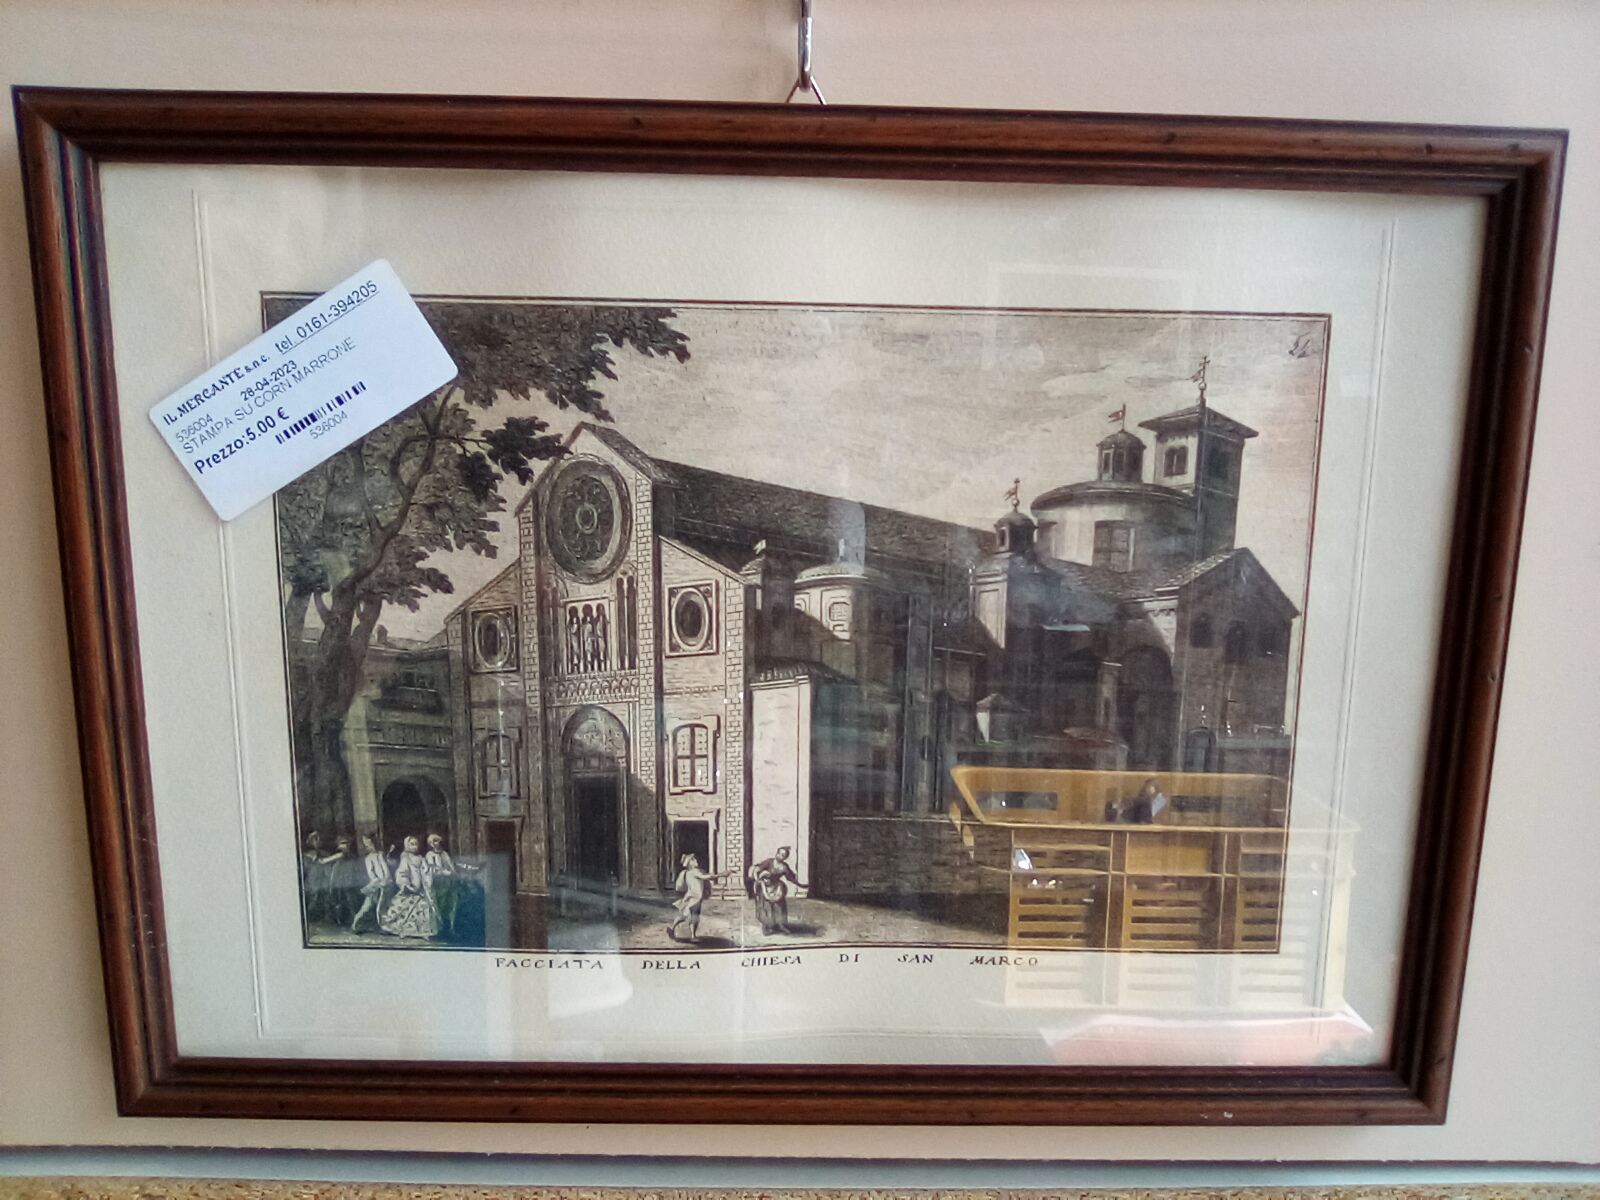 IL MERCANTE s.n.c. tel. 0161-394205
536004 28-04-2023
STAMPA SU CORN MARRONE
Prezzo:5.00 €
536004
FACCIATA DELLA CHIESA DI SAN MARCO